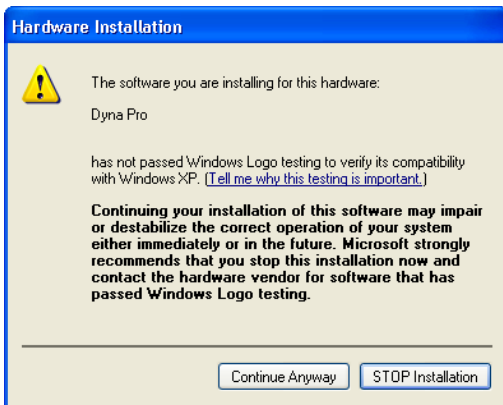 Hardware Installation
The software you are installing for this hardware:
Dyna Pro
has not passed Windows Logo testing to verify its compatibility
with Windows XP. (Tell me why this testing is important.)
Continuing your installation of this software may impair
or destabilize the correct operation of your system
either immediately or in the future. Microsoft strongly
recommends that you stop this installation now and
contact the hardware vendor for software that has
passed Windows Logo testing.
Continue Anyway
STOP Installation